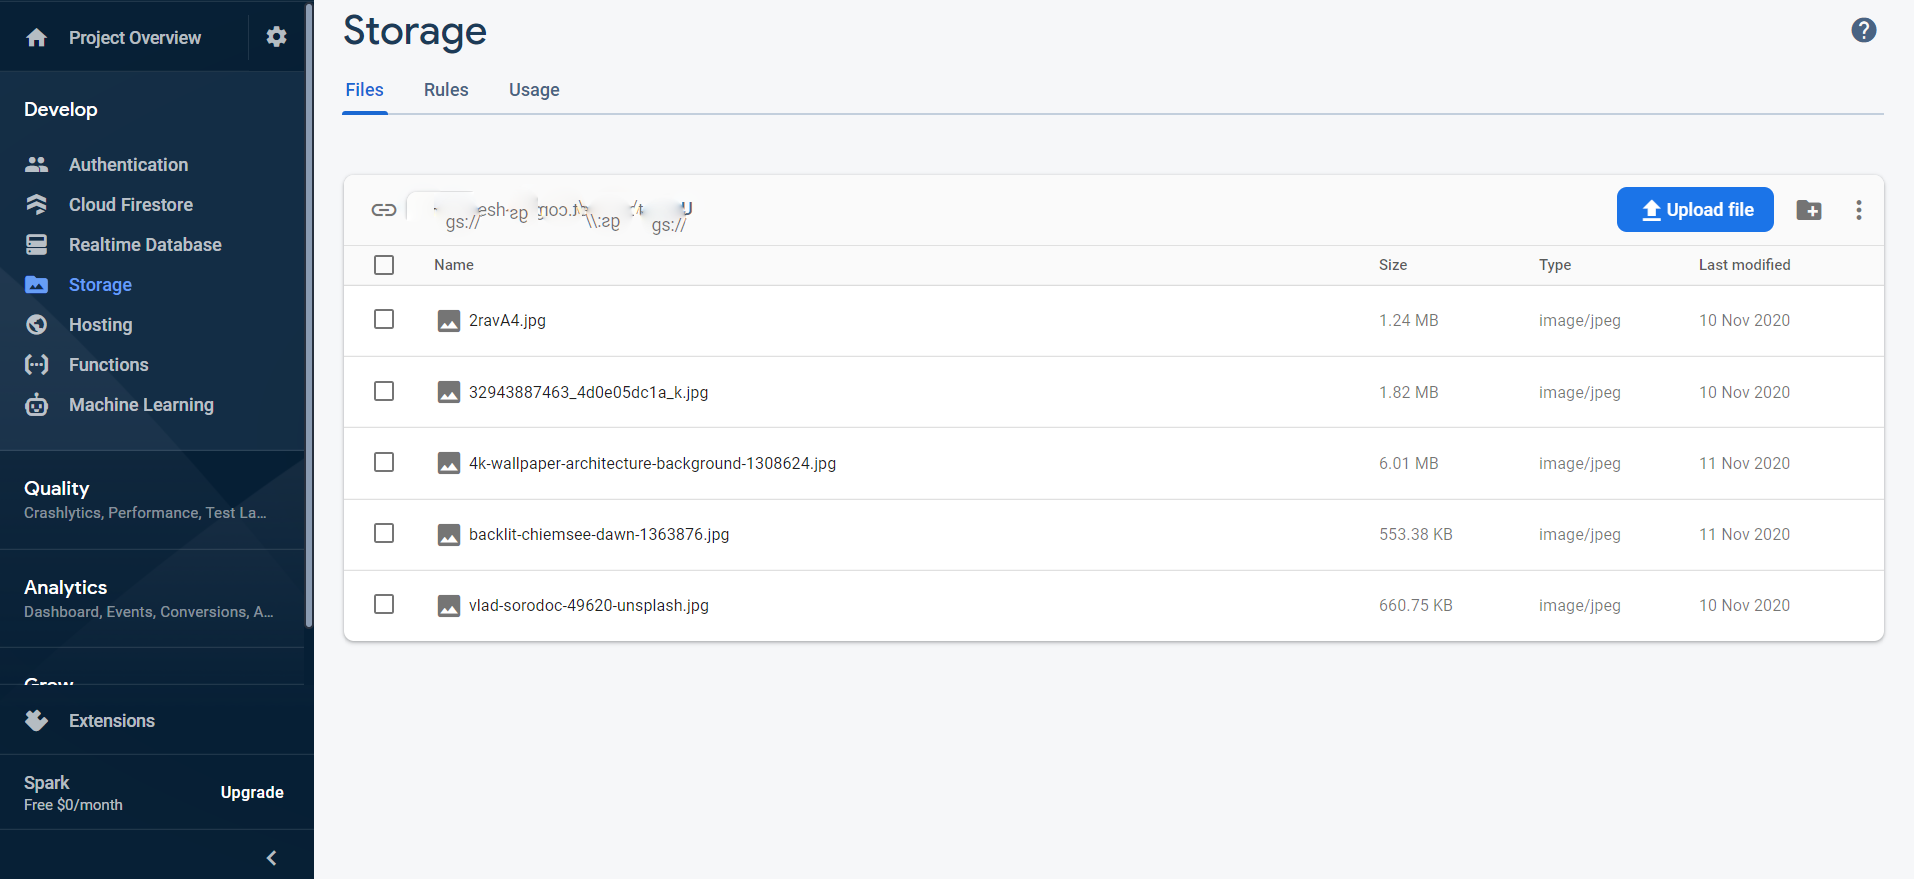 Project Overview
Develop
Authentication
Cloud Firestore
Realtime Database
Storage
Hosting
Functions
Machine Learning
Quality
Crashlytics, Performance, Test La...
Analytics
Dashboard, Events, Conversions, A...
Grow
Extensions
Spark
Free $0/month
Upgrade
Storage
Files Rules Usage
gs:// gs://
Upload file
Name Size Type Last modified
2ravA4.jpg 1.24 MB image/jpeg 10 Nov 2020
32943887463_4d0e05dc1a_k.jpg 1.82 MB image/jpeg 10 Nov 2020
4k-wallpaper-architecture-background-1308624.jpg 6.01 MB image/jpeg 11 Nov 2020
backlit-chiemsee-dawn-1363876.jpg 553.38 KB image/jpeg 11 Nov 2020
vlad-sorodoc-49620-unsplash.jpg 660.75 KB image/jpeg 10 Nov 2020